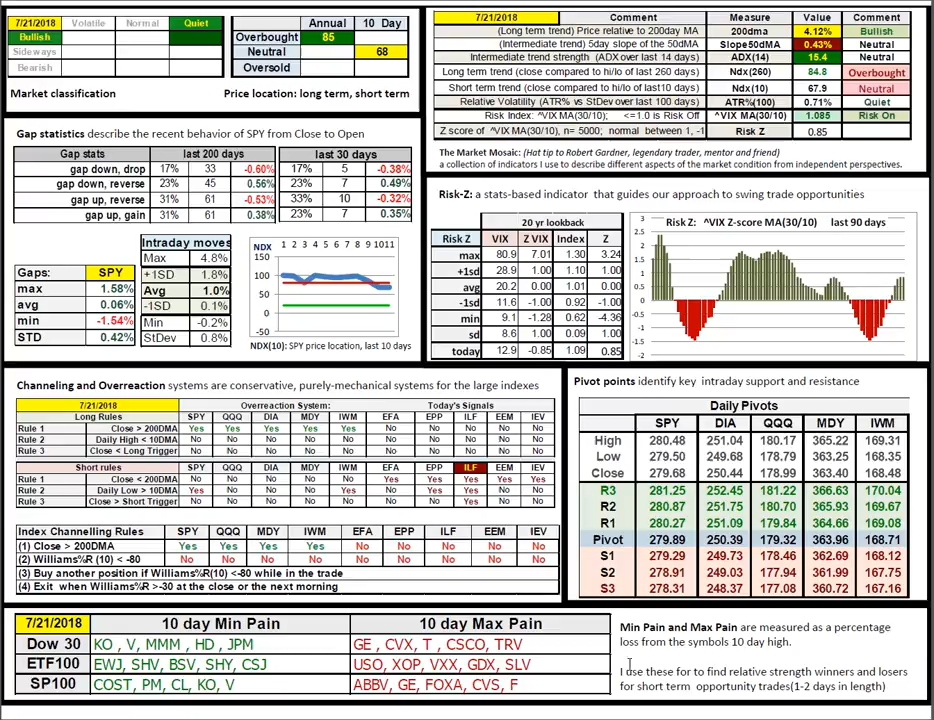 7/21/2018 Volatile Normal Quiet
Bullish
Sideways
Bearish
Market classification
Annual 10 Day
Overbought 85
Neutral 68
Oversold
Price location: long term, short term
7/21/2018 Comment Measure Value Comment
(Long term trend) Price relative to 200day MA 200dma 4.12% Bullish
(Intermediate trend) 5day slope of the 50dMA Slope50dMA 0.43% Neutral
Intermediate trend strength (ADX over last 14 days) ADX(14) 15.4 Neutral
Long term trend (close compared to hi/lo of last 260 days) Ndx(260) 84.8 Overbought
Short term trend (close compared to hi/lo of last10 days) Ndx(10) 67.9 Neutral
Relative Volatility (ATR% vs StDev over last 100 days) ATR%(100) 0.71% Quiet
Risk Index: ^VIX MA(30/10); <=1.0 is Risk Off ^VIX MA(30/10) 1.085 Risk On
Z score of ^VIX MA(30/10), n= 5000; normal between 1, -1 Risk Z 0.85
The Market Mosaic: (Hat tip to Robert Gardner, legendary trader, mentor and friend)
a collection of indicators I use to describe different aspects of the market condition from independent perspectives.
Gap statistics describe the recent behavior of SPY from Close to Open
Gap stats last 200 days last 30 days
gap down, drop 17% 33 -0.60% 17% 5 -0.38%
gap down, reverse 23% 45 0.56% 23% 7 0.49%
gap up, reverse 31% 61 -0.53% 33% 10 -0.32%
gap up, gain 31% 61 0.38% 23% 7 0.35%
Gaps: SPY
max 1.58%
avg 0.06%
min -1.54%
STD 0.42%
Intraday moves
Max 4.8%
+1SD 1.8%
Avg 1.0%
-1SD 0.1%
Min -0.2%
StDev 0.8%
NDX 1 2 3 4 5 6 7 8 9 10 11
150
100
50
0
-50
NDX(10): SPY price location, last 10 days
Risk-Z: a stats-based indicator that guides our approach to swing trade opportunities
20 yr lookback
Risk Z VIX Z VIX Index Z
max 80.9 7.01 1.30 3.24
+1sd 28.9 1.00 1.10 1.00
avg 20.2 0.00 1.01 0.00
-1sd 11.6 -1.00 0.92 -1.00
min 9.1 -1.28 0.62 -4.36
sd 8.6 1.00 0.09 1.00
today 12.9 -0.85 1.09 0.85
Risk Z: ^VIX Z-score MA(30/10) last 90 days
3
2.5
2
1.5
1
0.5
0
-0.5
-1
-1.5
-2
Channeling and Overreaction systems are conservative, purely-mechanical systems for the large indexes
7/21/2018 Overreaction System: Today's Signals
Long Rules SPY QQQ DIA MDY IWM EFA EPP ILF EEM IEV
Rule 1 Close > 200DMA Yes Yes Yes Yes Yes No No No No No
Rule 2 Daily High < 10DMA No No No No No No No No No No
Rule 3 Close < Long Trigger No No No No No No No No No No
Short rules SPY QQQ DIA MDY IWM EFA EPP ILF EEM IEV
Rule 1 Close < 200DMA No No No No No Yes Yes Yes Yes Yes
Rule 2 Daily Low > 10DMA Yes No No No Yes No Yes Yes No No
Rule 3 Close > Short Trigger No No No No No No No Yes No No
Index Channelling Rules SPY QQQ MDY IWM EFA EPP ILF EEM IEV
(1) Close > 200DMA Yes Yes Yes Yes No No No No No
(2) Williams%R (10) < -80 No No No No No No No No No
(3) Buy another position if Williams%R(10) <-80 while in the trade
(4) Exit when Williams%R >-30 at the close or the next morning
Pivot points identify key intraday support and resistance
Daily Pivots
SPY DIA QQQ MDY IWM
High 280.48 251.04 180.17 365.22 169.31
Low 279.50 249.68 178.79 363.25 168.35
Close 279.68 250.44 178.99 363.40 168.48
R3 281.25 252.45 181.22 366.63 170.04
R2 280.87 251.75 180.70 365.93 169.67
R1 280.27 251.09 179.84 364.66 169.08
Pivot 279.89 250.39 179.32 363.96 168.71
S1 279.29 249.73 178.46 362.69 168.12
S2 278.91 249.03 177.94 361.99 167.75
S3 278.31 248.37 177.08 360.72 167.16
7/21/2018 10 day Min Pain 10 day Max Pain
Dow 30 KO , V, MMM , HD , JPM GE , CVX, T , CSCO, TRV
ETF100 EWJ, SHV, BSV, SHY, CSJ USO, XOP, VXX, GDX, SLV
SP100 COST, PM, CL, KO, V ABBV, GE, FOXA, CVS, F
Min Pain and Max Pain are measured as a percentage
loss from the symbols 10 day high.
I use these for to find relative strength winners and losers
for short term opportunity trades(1-2 days in length)